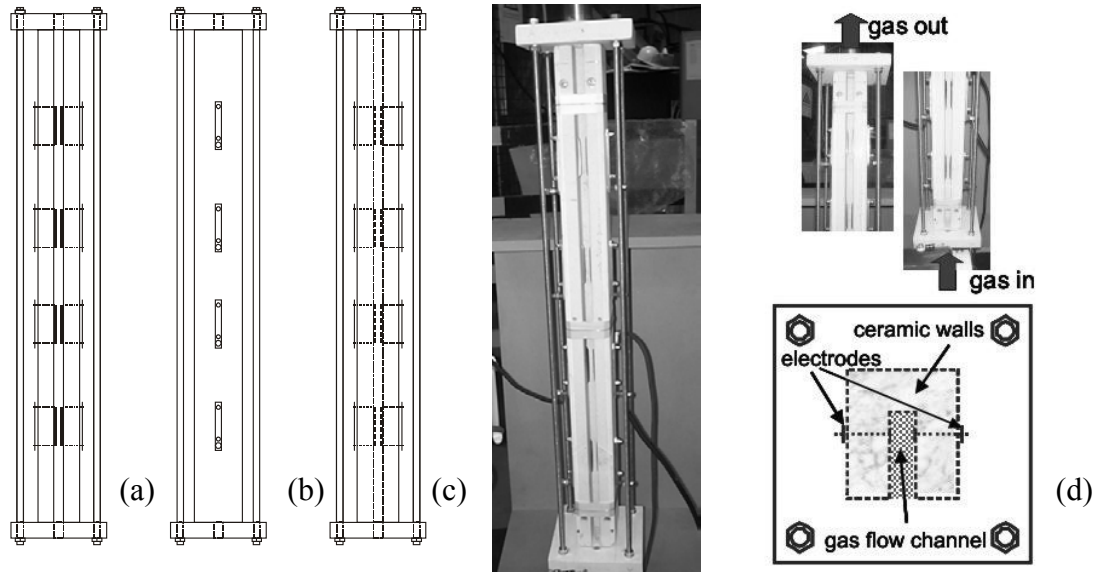 (a)
(b)
(c)
gas out
gas in
ceramic walls
electrodes
gas flow channel
(d)